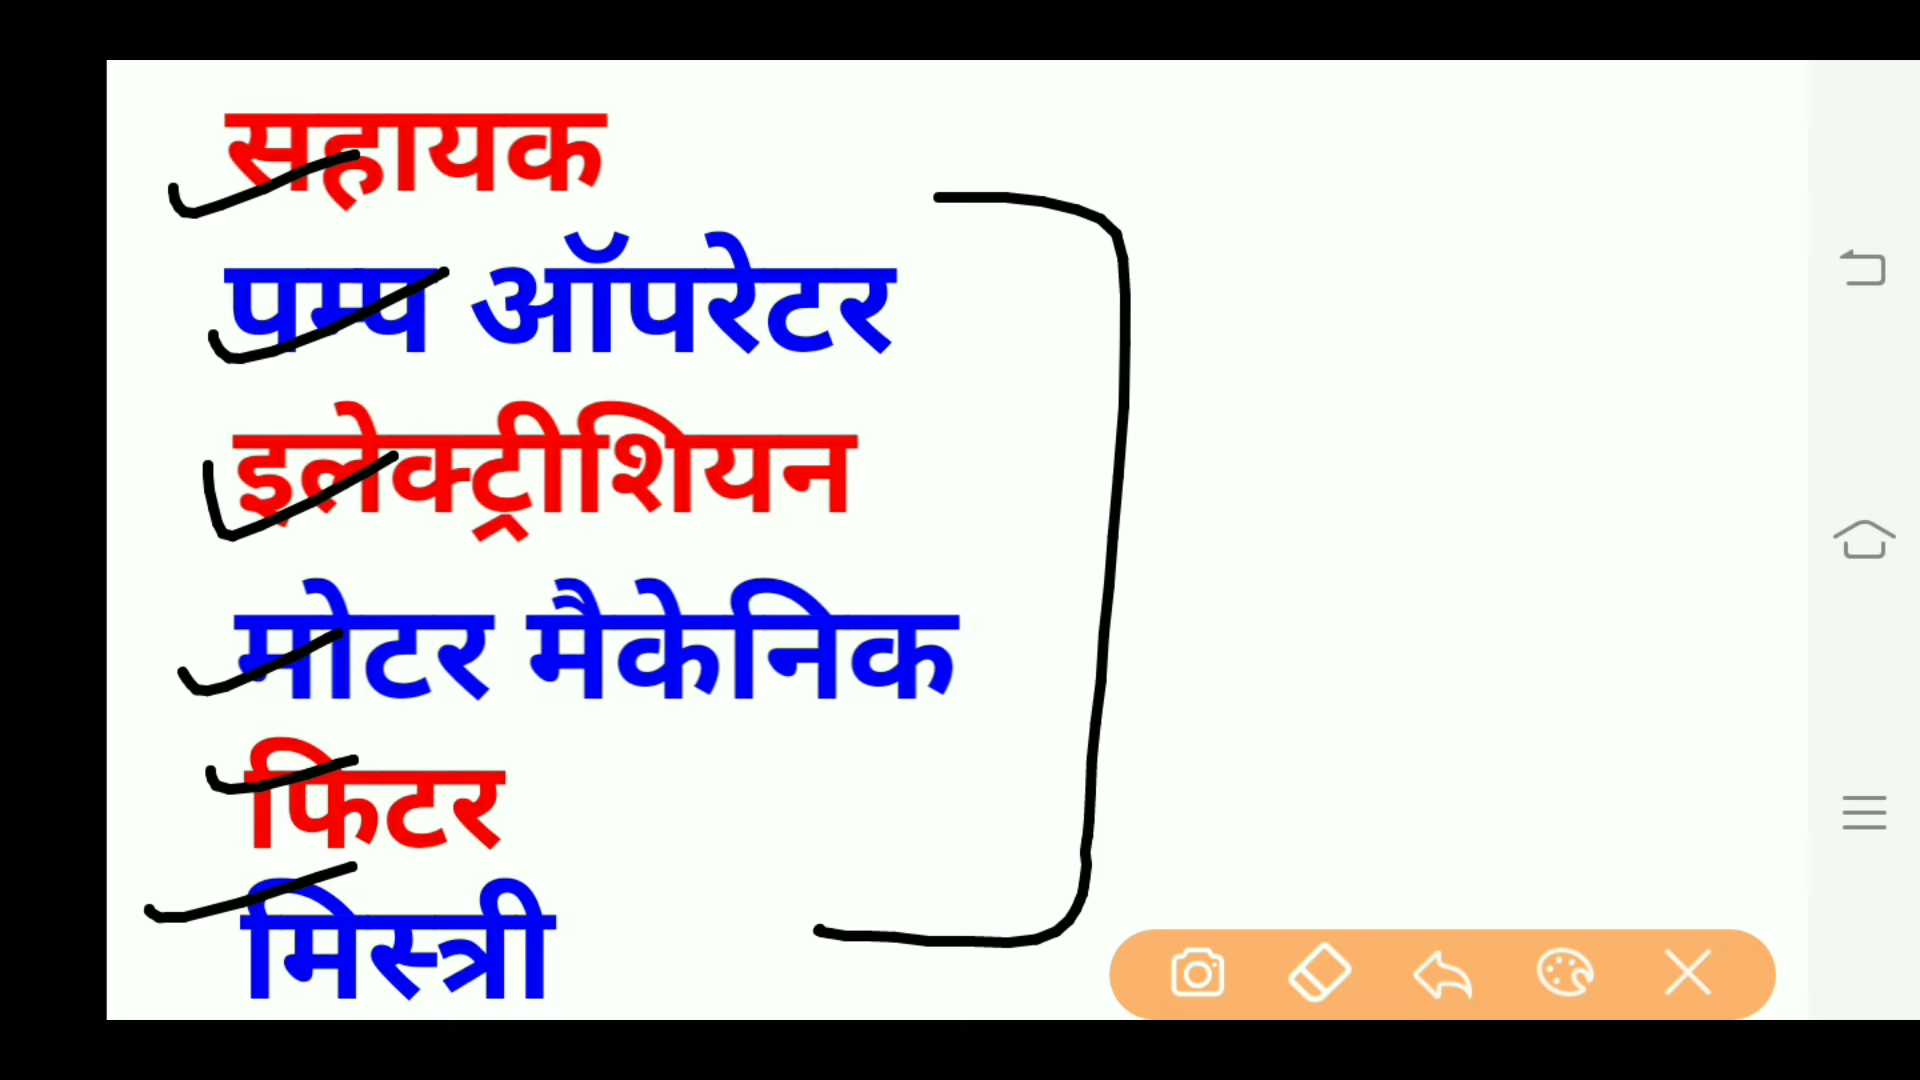 सहायक
पम्प ऑपरेटर
इलेक्ट्रीशियन
मोटर मैकेनिक
फिटर
मिस्त्री